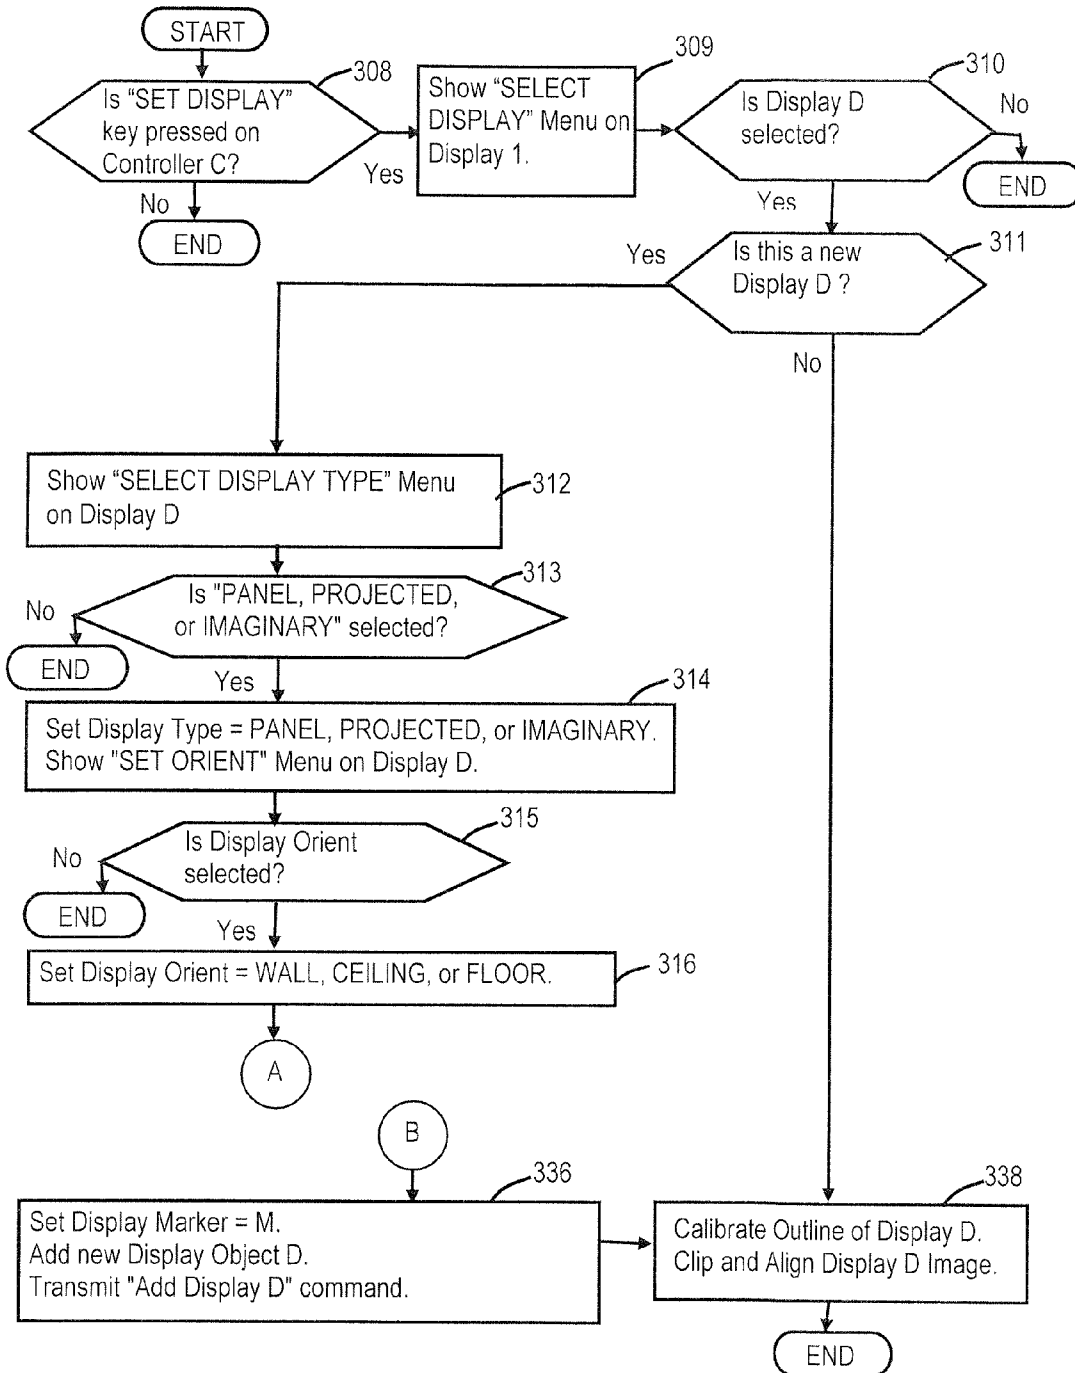 START
308
Is “SET DISPLAY”
key pressed on
Controller C?
Yes
No
END
309
Show “SELECT
DISPLAY” Menu on
Display 1.
310
Is Display D
selected?
No
END
Yes
311
Is this a new
Display D ?
Yes
No
Show “SELECT DISPLAY TYPE” Menu
on Display D
312
313
Is "PANEL, PROJECTED,
or IMAGINARY" selected?
No
END
Yes
314
Set Display Type = PANEL, PROJECTED, or IMAGINARY.
Show "SET ORIENT" Menu on Display D.
315
Is Display Orient
selected?
No
END
Yes
Set Display Orient = WALL, CEILING, or FLOOR.
316
A
B
336
Set Display Marker = M.
Add new Display Object D.
Transmit "Add Display D" command.
338
Calibrate Outline of Display D.
Clip and Align Display D Image.
END